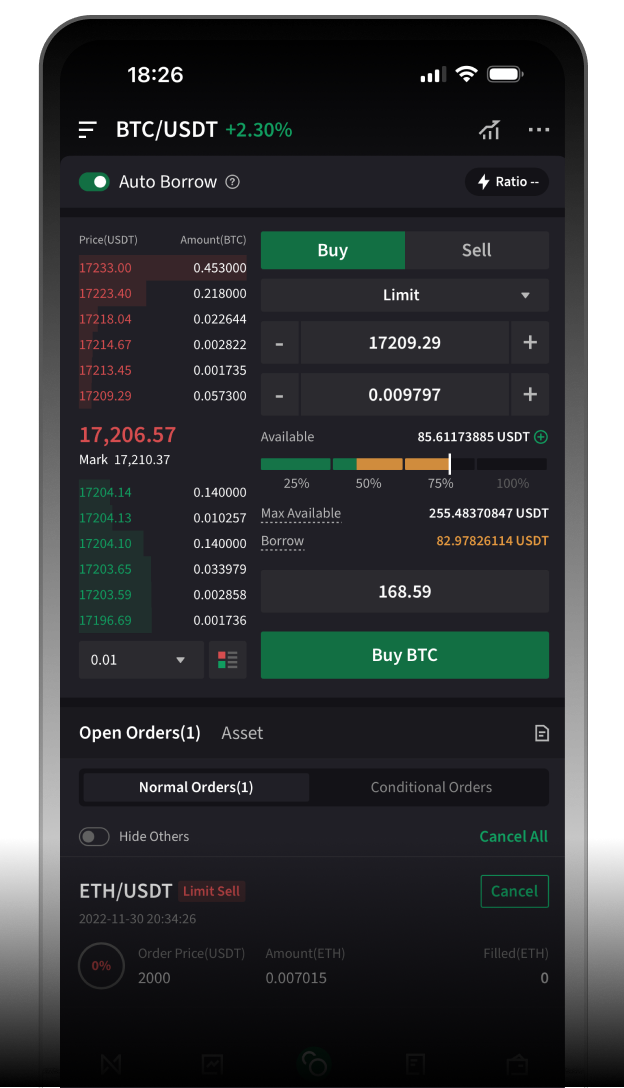 18:26
BTC/USDT +2.30%
Auto Borrow ?
Ratio --
Price(USDT) Amount(BTC)
17233.00 0.453000
17223.40 0.218000
17218.04 0.022644
17214.67 0.002822
17213.45 0.001735
17209.29 0.057300
17,206.57
Mark 17,210.37
17204.14 0.140000
17204.13 0.010257
17204.10 0.140000
17203.65 0.033979
17203.59 0.002858
17196.69 0.001736
0.01
Buy Sell
Limit
- 17209.29 +
- 0.009797 +
Available 85.61173885 USDT
25% 50% 75% 100%
Max Available 255.48370847 USDT
Borrow 82.97826114 USDT
168.59
Buy BTC
Open Orders(1) Asset
Normal Orders(1) Conditional Orders
Hide Others Cancel All
ETH/USDT Limit Sell Cancel
2022-11-30 20:34:26
0%
Order Price(USDT) Amount(ETH) Filled(ETH)
2000 0.007015 0